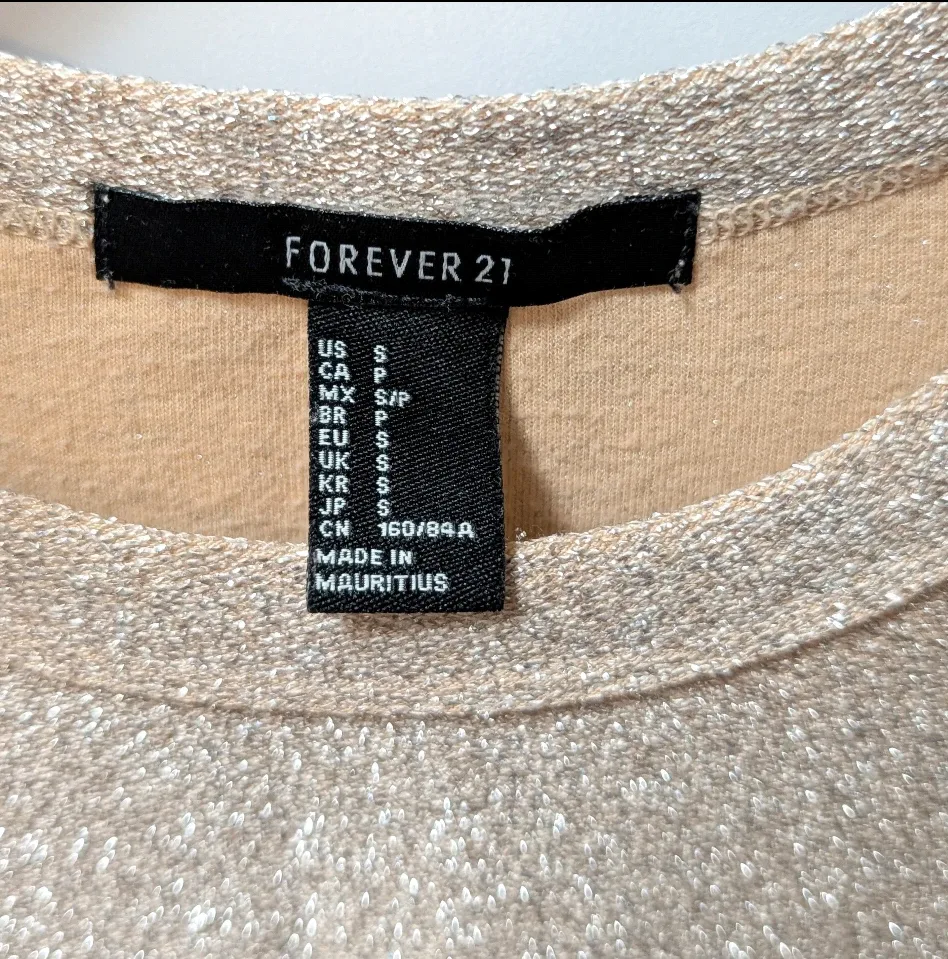 FOREVER 21
US S
CA P
MX S/P
BR P
EU S
UK S
KR S
JP S
CN 160/84A
MADE IN
MAURITIUS